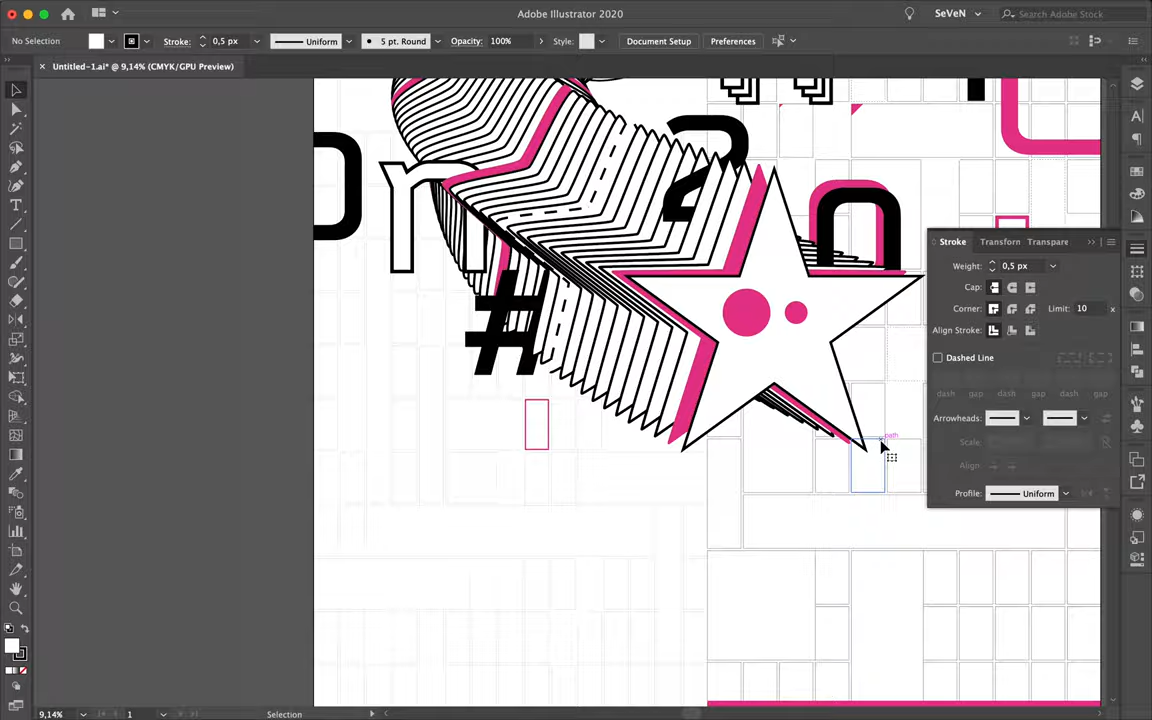 Adobe Illustrator 2020
SeVeN
Search Adobe Stock
No Selection
Stroke:
0,5 px
Uniform
5 pt. Round
Opacity:
100%
Style:
Document Setup
Preferences
× Untitled-1.ai* @ 9,14% (CMYK/GPU Preview)
#
path
Stroke
Transform
Transpare
Weight:
0,5 px
Cap:
Corner:
Limit:
10
x
Align Stroke:
Dashed Line
dash
gap
dash
gap
dash
gap
Arrowheads:
Scale:
Align
Profile:
Uniform
9,14%
1
Selection